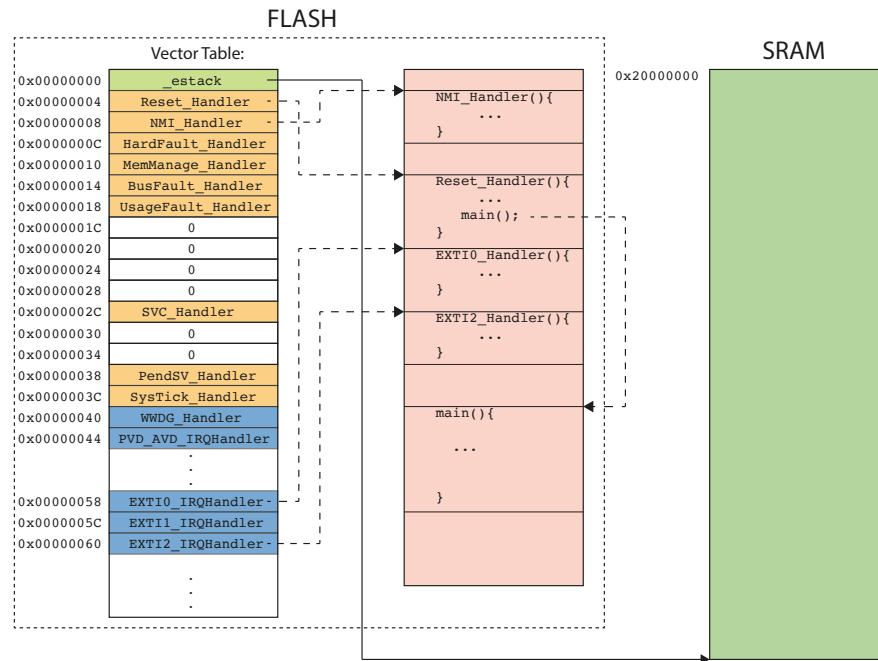 FLASH
Vector Table:
SRAM
0x00000000 _estack
0x00000004 Reset_Handler
0x00000008 NMI_Handler
0x0000000C HardFault_Handler
0x00000010 MemManage_Handler
0x00000014 BusFault_Handler
0x00000018 UsageFault_Handler
0x0000001C 0
0x00000020 0
0x00000024 0
0x00000028 0
0x0000002C SVC_Handler
0x00000030 0
0x00000034 0
0x00000038 PendSV_Handler
0x0000003C SysTick_Handler
0x00000040 WWDG_Handler
0x00000044 PVD_AVD_IRQHandler
.
.
.
0x00000058 EXTI0_IRQHandler
0x0000005C EXTI1_IRQHandler
0x00000060 EXTI2_IRQHandler
.
.
.
NMI_Handler(){
...
}
Reset_Handler(){
...
main();
}
EXTI0_Handler(){
...
}
EXTI2_Handler(){
...
}
main(){
...
}
0x20000000